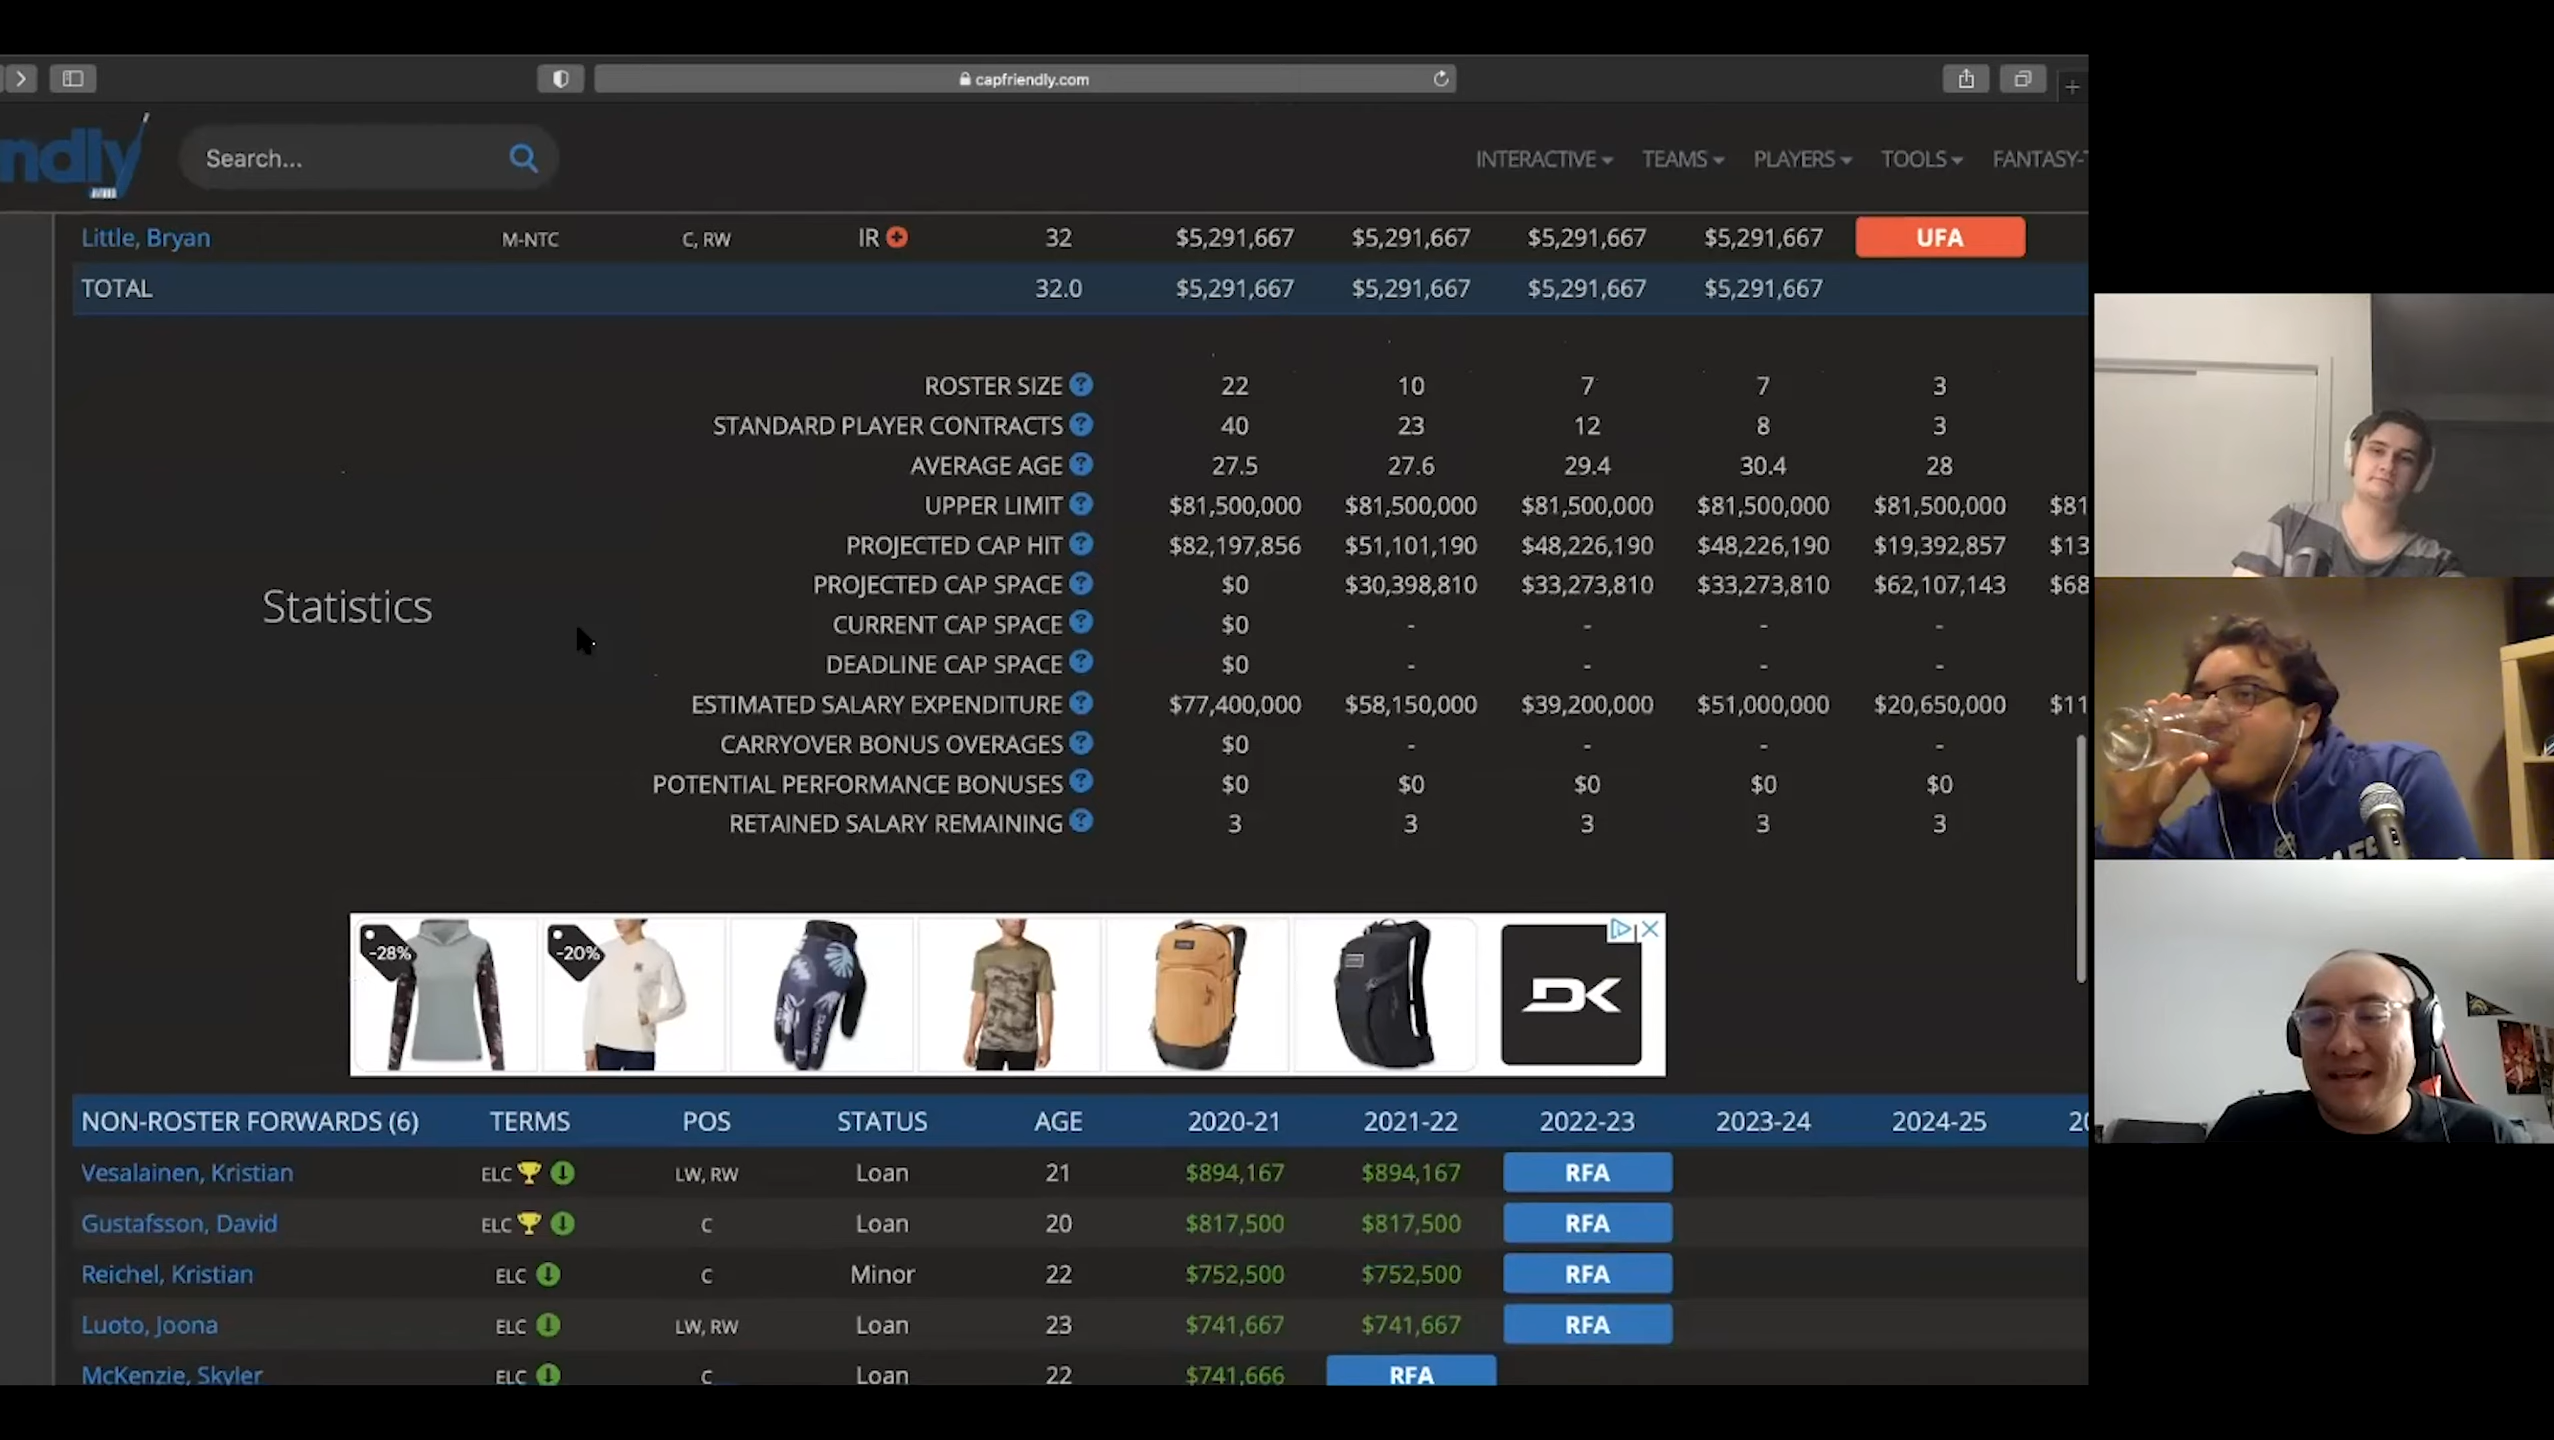 capfriendly.com
ndly
Search...
INTERACTIVE TEAMS PLAYERS TOOLS FANTASY-
Little, Bryan M-NTC C, RW IR 32 $5,291,667 $5,291,667 $5,291,667 $5,291,667 UFA
TOTAL 32.0 $5,291,667 $5,291,667 $5,291,667 $5,291,667
Statistics
ROSTER SIZE ? 22 10 7 7 3
STANDARD PLAYER CONTRACTS ? 40 23 12 8 3
AVERAGE AGE ? 27.5 27.6 29.4 30.4 28
UPPER LIMIT ? $81,500,000 $81,500,000 $81,500,000 $81,500,000 $81,500,000 $81
PROJECTED CAP HIT ? $82,197,856 $51,101,190 $48,226,190 $48,226,190 $19,392,857 $13
PROJECTED CAP SPACE ? $0 $30,398,810 $33,273,810 $33,273,810 $62,107,143 $68
CURRENT CAP SPACE ? $0 - - - -
DEADLINE CAP SPACE ? $0 - - - -
ESTIMATED SALARY EXPENDITURE ? $77,400,000 $58,150,000 $39,200,000 $51,000,000 $20,650,000 $11
CARRYOVER BONUS OVERAGES ? $0 - - - -
POTENTIAL PERFORMANCE BONUSES ? $0 $0 $0 $0 $0
RETAINED SALARY REMAINING ? 3 3 3 3 3
-28% -20%
DK
NON-ROSTER FORWARDS (6) TERMS POS STATUS AGE 2020-21 2021-22 2022-23 2023-24 2024-25 20
Vesalainen, Kristian ELC LW, RW Loan 21 $894,167 $894,167 RFA
Gustafsson, David ELC C Loan 20 $817,500 $817,500 RFA
Reichel, Kristian ELC C Minor 22 $752,500 $752,500 RFA
Luoto, Joona ELC LW, RW Loan 23 $741,667 $741,667 RFA
McKenzie, Skyler ELC C Loan 22 $741,666 RFA